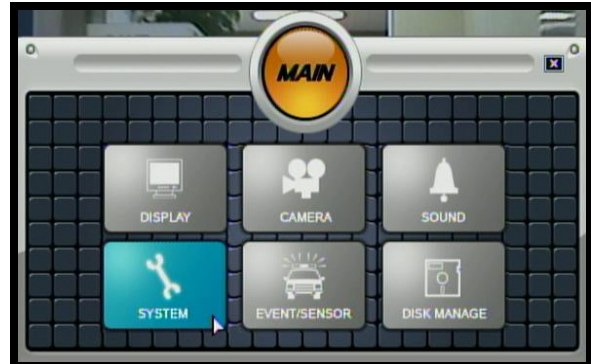 MAIN
X
DISPLAY CAMERA SOUND
SYSTEM EVENT/SENSOR DISK MANAGE